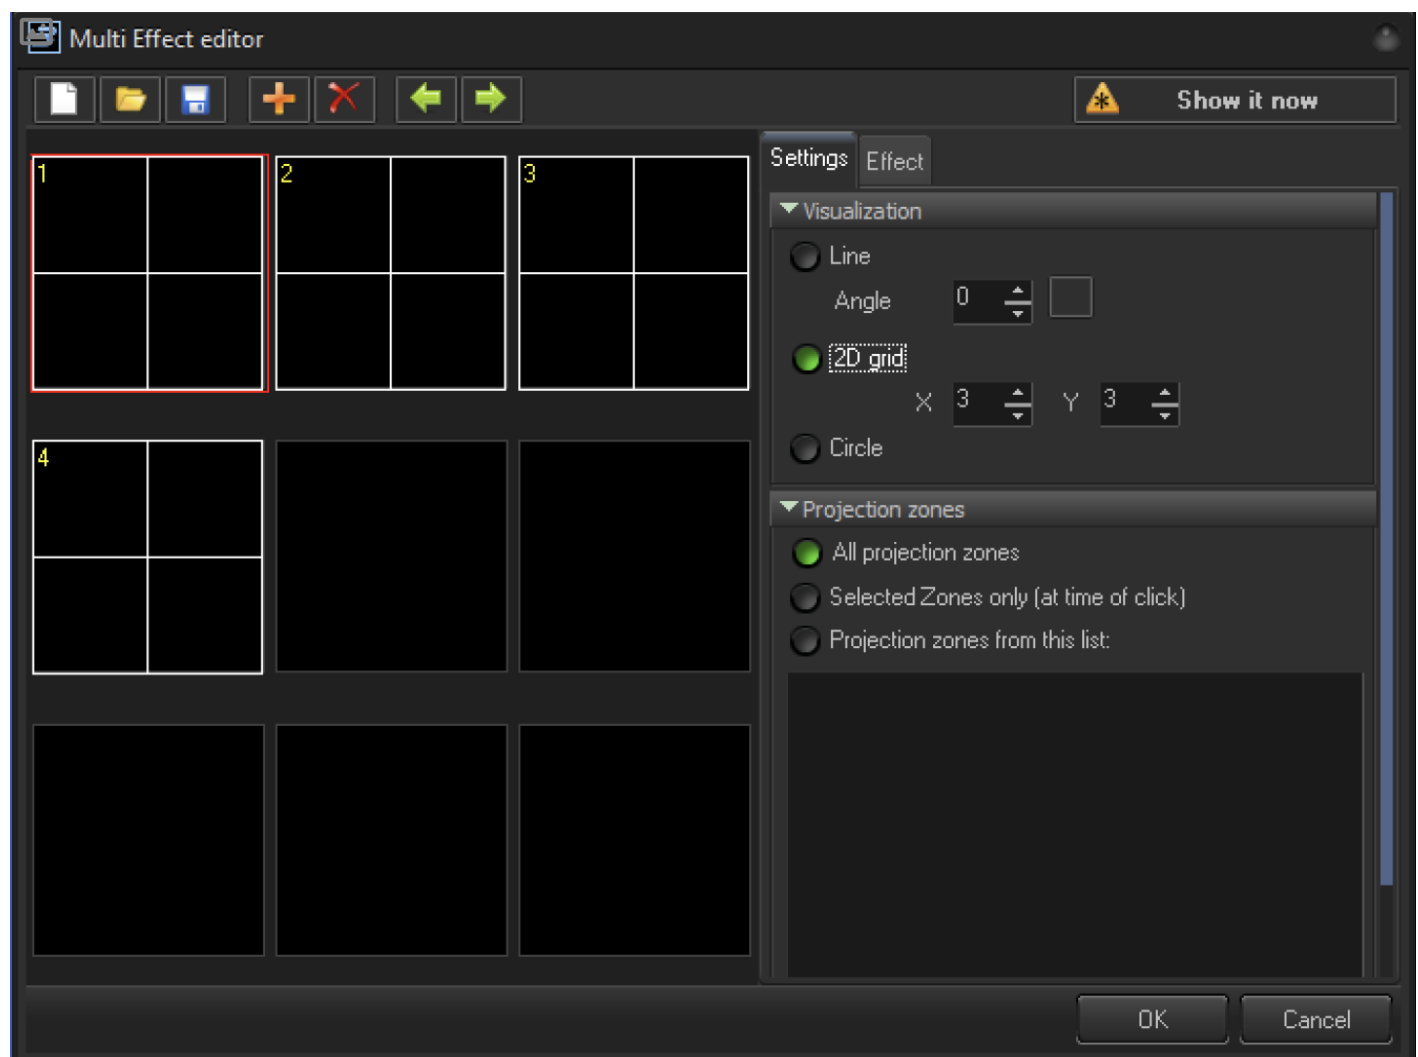 Multi Effect editor
Show it now
1 2 3
4
Settings Effect
Visualization
Line
Angle 0
2D grid
X 3 Y 3
Circle
Projection zones
All projection zones
Selected Zones only (at time of click)
Projection zones from this list:
OK Cancel